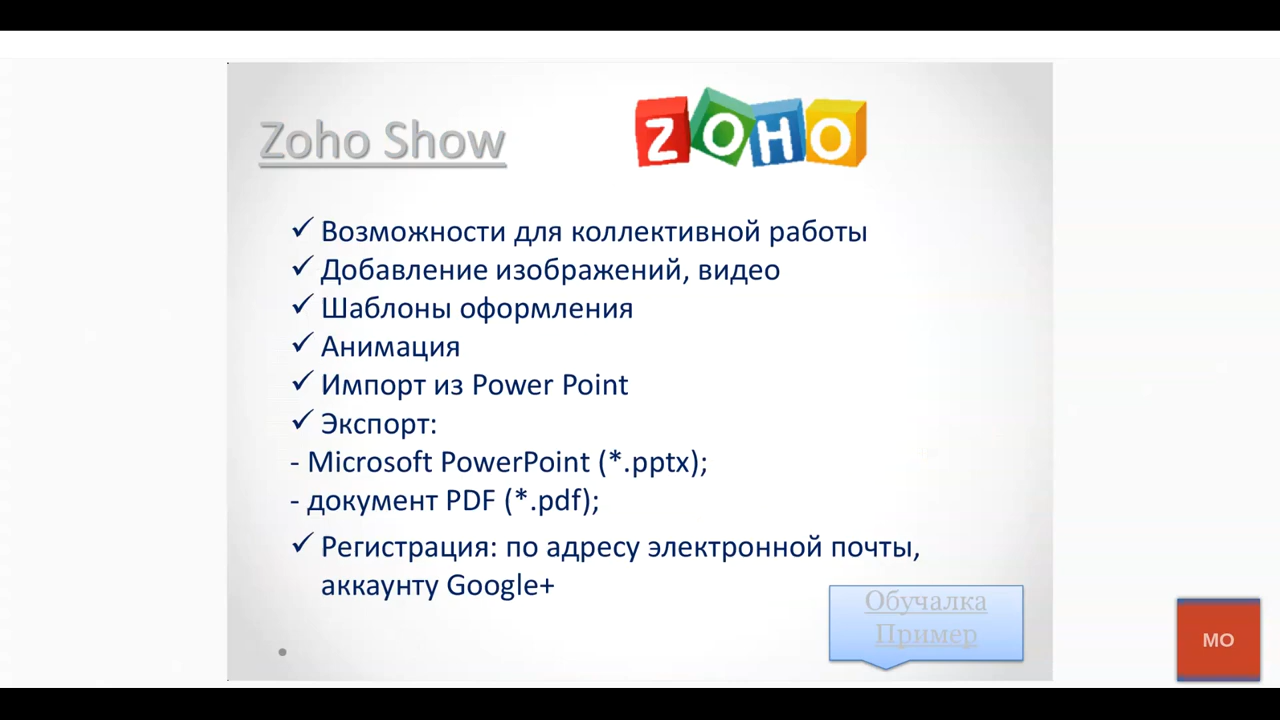 Zoho Show
ZOHO
✓ Возможности для коллективной работы
✓ Добавление изображений, видео
✓ Шаблоны оформления
✓ Анимация
✓ Импорт из Power Point
✓ Экспорт:
- Microsoft PowerPoint (*.pptx);
- документ PDF (*.pdf);
✓ Регистрация: по адресу электронной почты,
аккаунту Google+
Обучалка
Пример
МО